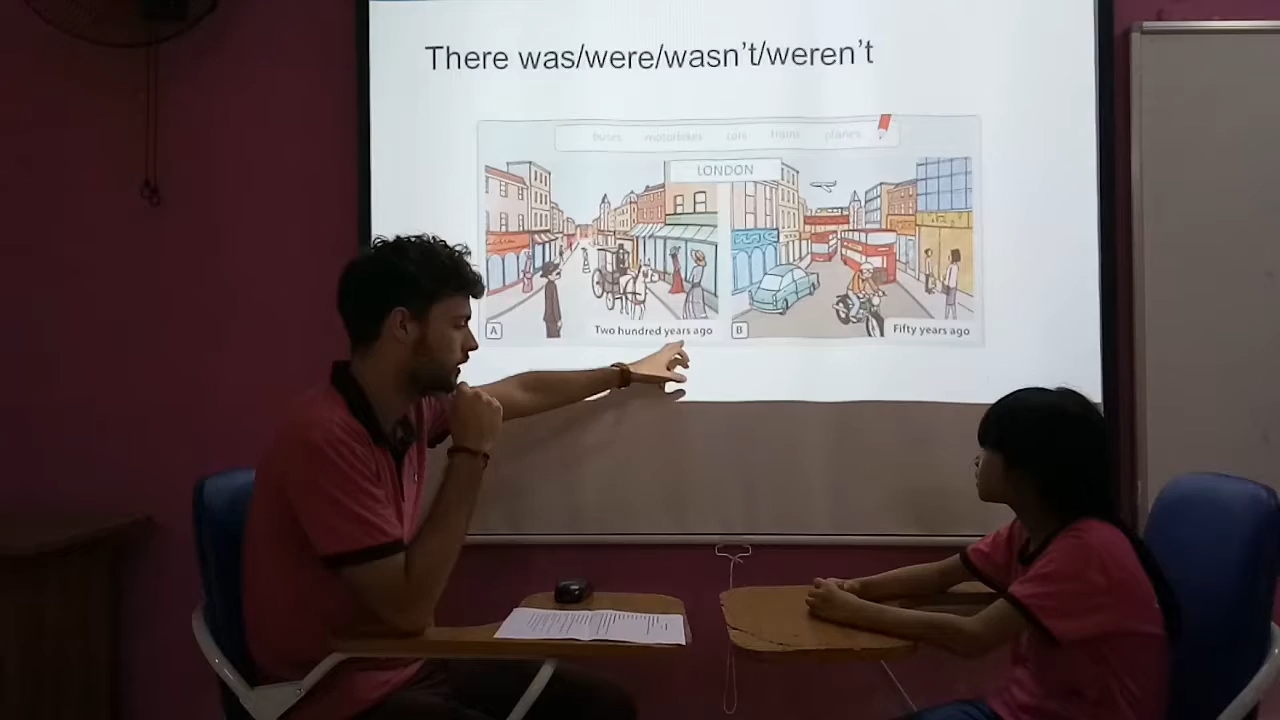 There was/were/wasn't/weren't
buses motorbikes cars trains planes
LONDON
A
Two hundred years ago
B
Fifty years ago